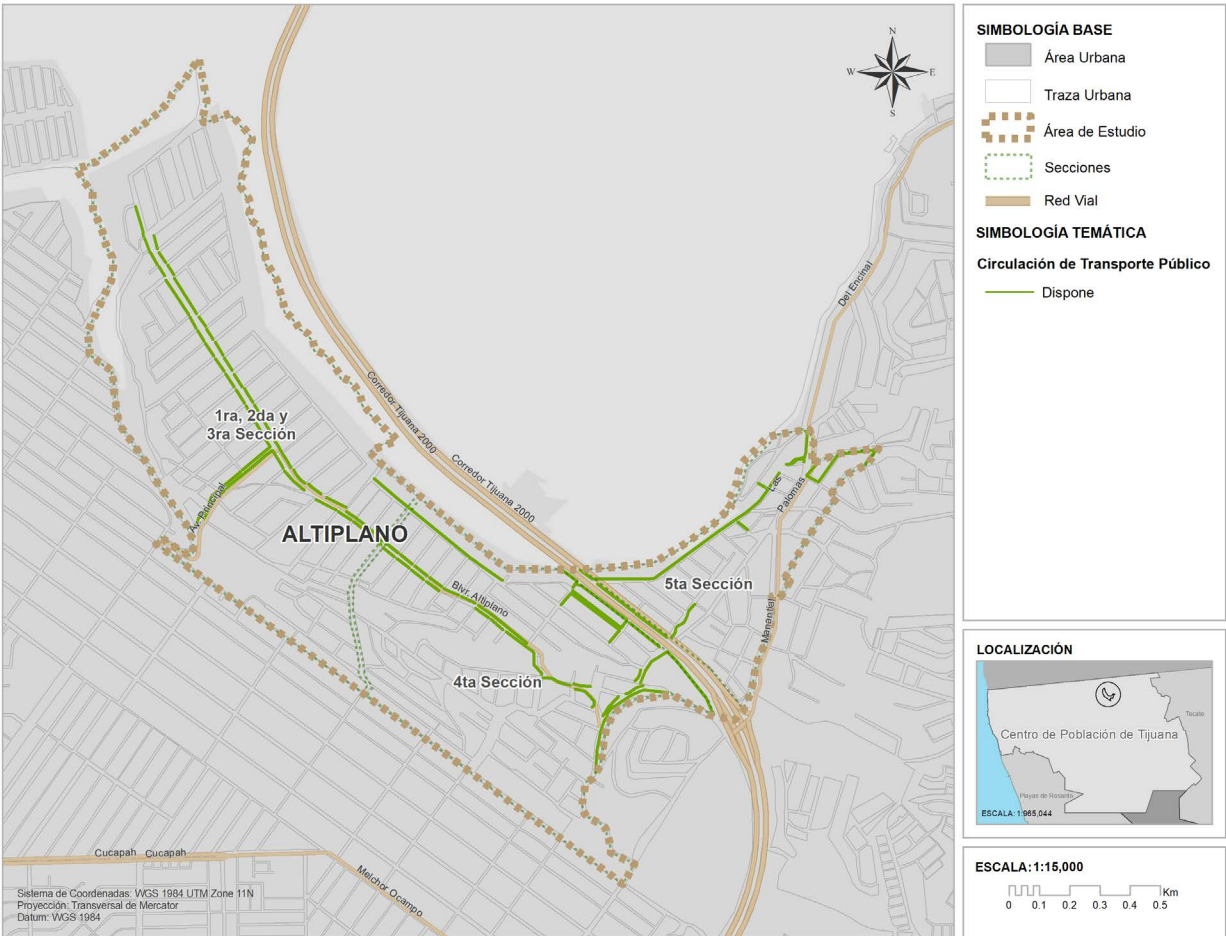 N
W
E
S
Del Encinal
Corredor Tijuana 2000
Corredor Tijuana 2000
1ra, 2da y
3ra Sección
Av. Principal
ALTIPLANO
Las
Palomas
5ta Sección
Blvr. Altiplano
Manantial
4ta Sección
Cucapah Cucapah
Melchor Ocampo
Sistema de Coordenadas: WGS 1984 UTM Zone 11N
Proyección: Transversal de Mercator
Datum: WGS 1984
SIMBOLOGÍA BASE
Área Urbana
Traza Urbana
Área de Estudio
Secciones
Red Vial
SIMBOLOGÍA TEMÁTICA
Circulación de Transporte Público
Dispone
LOCALIZACIÓN
Tecate
Centro de Población de Tijuana
Playas de Rosarito
ESCALA: 1:965,044
ESCALA:1:15,000
Km
0 0.1 0.2 0.3 0.4 0.5